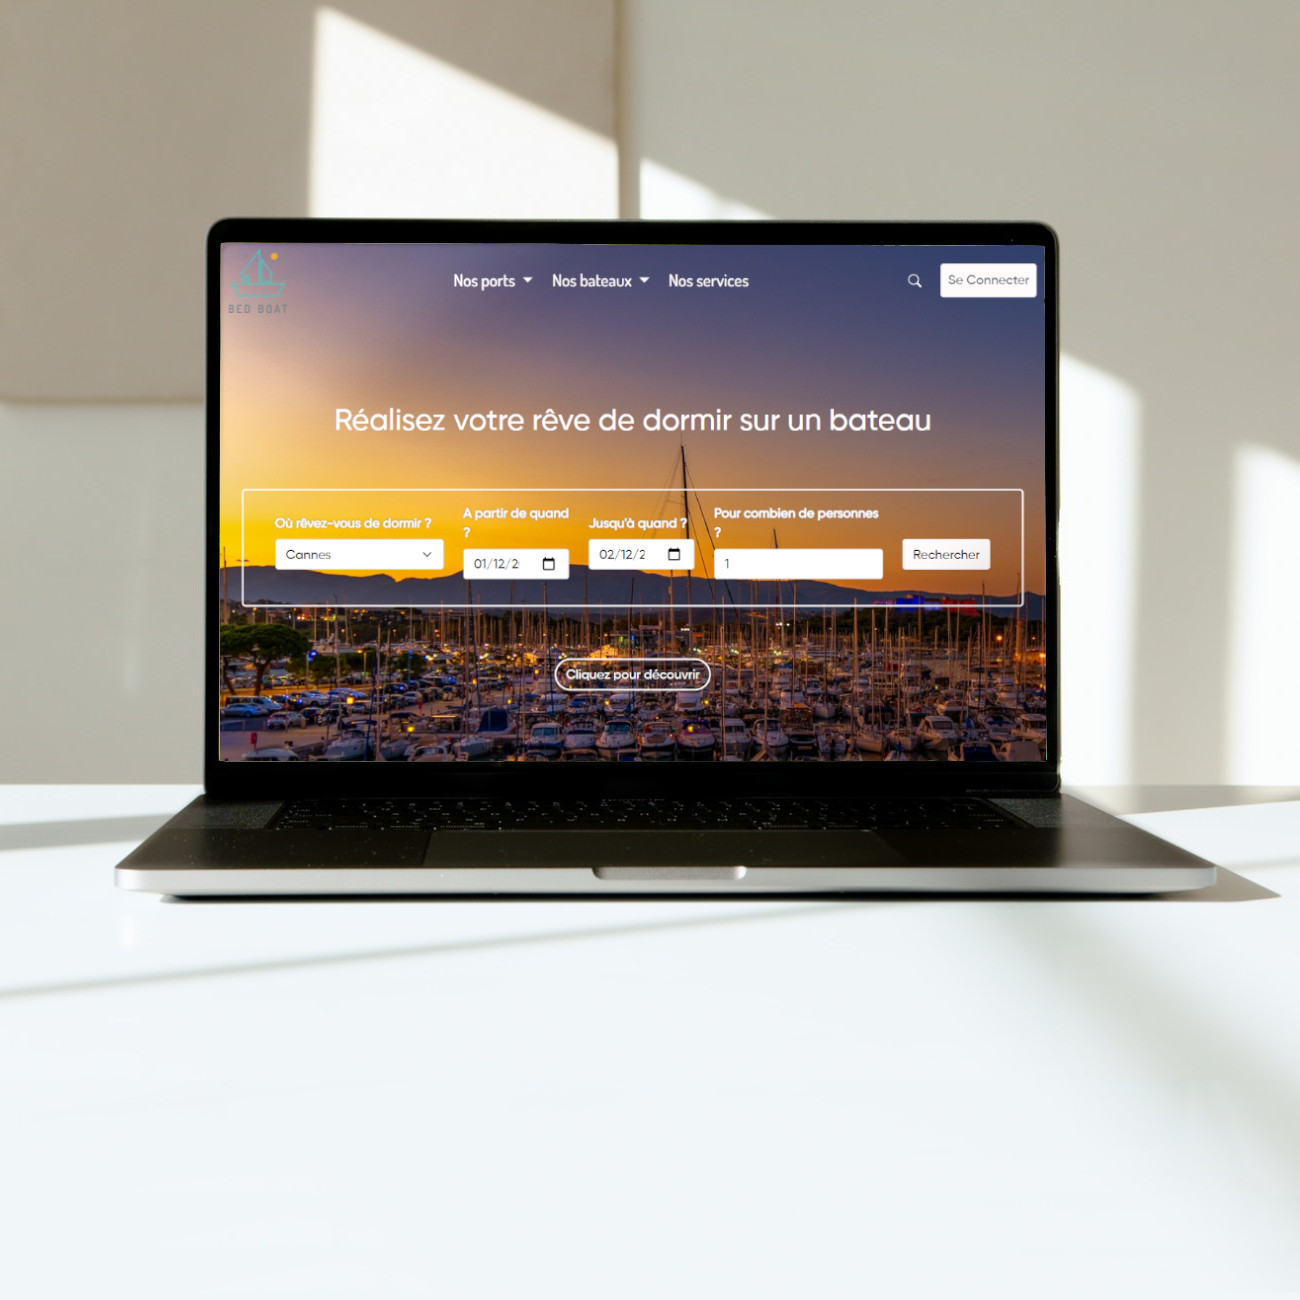 BED BOAT
Nos ports
Nos bateaux
Nos services
Se Connecter
Réalisez votre rêve de dormir sur un bateau
Où rêvez-vous de dormir ?
Cannes
A partir de quand
?
01/12/2
Jusqu'à quand ?
02/12/2
Pour combien de personnes
?
1
Rechercher
Cliquez pour découvrir